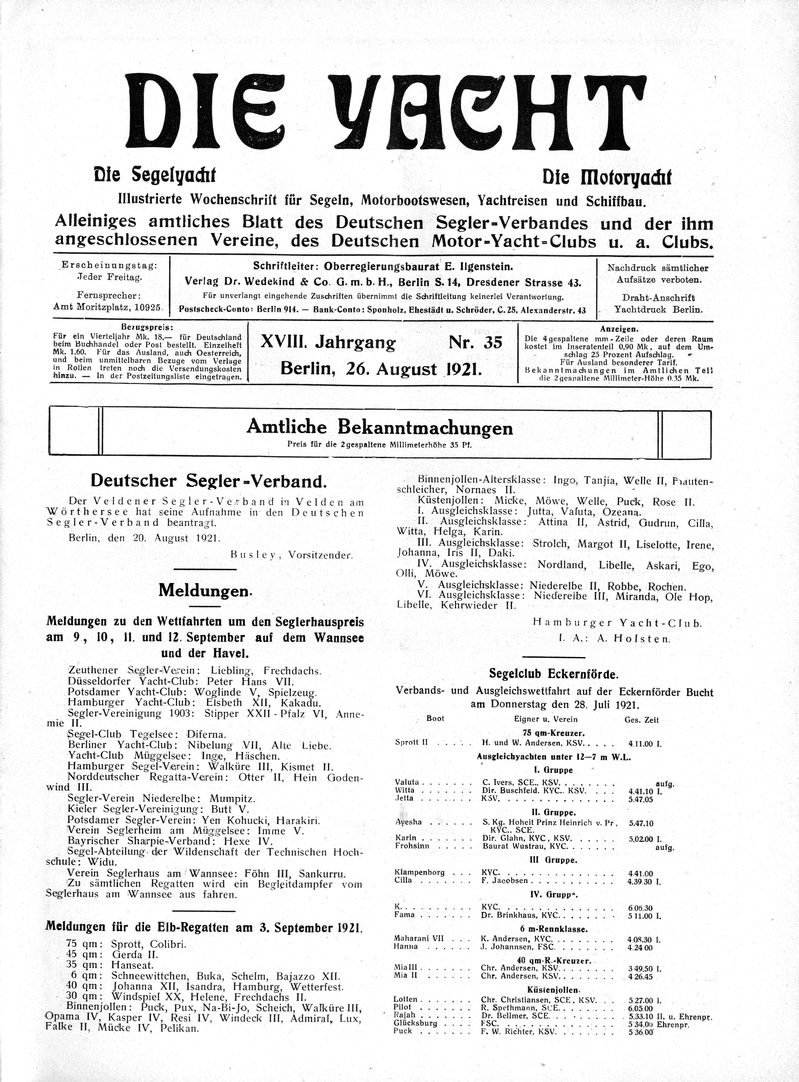 DIE YACHT
Die Segelyacht
Die Motoryacht
Illustrierte Wochenschrift für Segeln, Motorbootswesen, Yachtreisen und Schiffbau.
Alleiniges amtliches Blatt des Deutschen Segler-Verbandes und der ihm
angeschlossenen Vereine, des Deutschen Motor-Yacht-Clubs u. a. Clubs.
Erscheinungstag:
Jeder Freitag.
Fernsprecher:
Amt Moritzplatz, 10925.
Schriftleiter: Oberregierungsbaurat E. Ilgenstein.
Verlag Dr. Wedekind & Co. G. m. b. H., Berlin S. 14, Dresdener Strasse 43.
Für unverlangt eingehende Zuschriften übernimmt die Schriftleitung keinerlei Verantwortung.
Postscheck-Conto: Berlin 914. — Bank-Conto: Sponholz, Ehestädt u. Schröder, C. 25, Alexanderstr. 43
Nachdruck sämtlicher
Aufsätze verboten.
Draht-Anschrift
Yachtdruck Berlin.
Bezugspreis:
Für ein Vierteljahr Mk. 18,— für Deutschland
beim Buchhandel oder Post bestellt. Einzelheft
Mk. 1.60. Für das Ausland, auch Oesterreich,
und beim unmittelbaren Bezuge vom Verlage
in Rollen treten noch die Versendungskosten
hinzu. — In der Postzeitungsliste eingetragen.
XVIII. Jahrgang Nr. 35
Berlin, 26. August 1921.
Anzeigen.
Die 4 gespaltene mm-Zeile oder deren Raum
kostet im Inseratenteil 0,90 Mk, auf dem Um-
schlag 25 Prozent Aufschlag.
Für Ausland besonderer Tarif.
Bekanntmachungen im Amtlichen Teil
die 2 gespaltene Millimeter-Höhe 0.35 Mk.
Amtliche Bekanntmachungen
Preis für die 2 gespaltene Millimeterhöhe 35 Pf.
Deutscher Segler-Verband.
Der Veldener Segler-Verband in Velden am
Wörthersee hat seine Aufnahme in den Deutschen
Segler-Verband beantragt.
Berlin, den 20. August 1921.
Busley, Vorsitzender.
Meldungen.
Meldungen zu den Wettfahrten um den Seglerhauspreis
am 9, 10, 11. und 12. September auf dem Wannsee
und der Havel.
Zeuthener Segler-Verein: Liebling, Frechdachs.
Düsseldorfer Yacht-Club: Peter Hans VII.
Potsdamer Yacht-Club: Woglinde V, Spielzeug.
Hamburger Yacht-Club: Elsbeth XII, Kakadu.
Segler-Vereinigung 1903: Stipper XXII - Pfalz VI, Anne-
mie II.
Segel-Club Tegelsee: Diferna.
Berliner Yacht-Club: Nibelung VII, Alte Liebe.
Yacht-Club Müggelsee: Inge, Häschen.
Hamburger Segel-Verein: Walküre III, Kismet II.
Norddeutscher Regatta-Verein: Otter II, Hein Goden-
wind III.
Segler-Verein Niederelbe: Mumpitz.
Kieler Segler-Vereinigung: Butt V.
Potsdamer Segler-Verein: Yen Kohucki, Harakiri.
Verein Seglerheim am Müggelsee: Imme V.
Bayrischer Sharpie-Verband: Hexe IV.
Segel-Abteilung der Wildenschaft der Technischen Hoch-
schule: Widu.
Verein Seglerhaus am Wannsee: Föhn III, Sankurru.
Zu sämtlichen Regatten wird ein Begleitdampfer vom
Seglerhaus am Wannsee aus fahren.
Meldungen für die Elb-Regatten am 3. September 1921.
75 qm: Sprott, Colibri.
45 qm: Gerda II.
35 qm: Hanseat.
6 qm: Schneewittchen, Buka, Schelm, Bajazzo XII.
40 qm: Johanna XII, Isandra, Hamburg, Wetterfest.
30 qm: Windspiel XX, Helene, Frechdachs II.
Binnenjollen: Puck, Pux, Na-Bi-Jo, Scheich, Walküre III,
Opama IV, Kasper IV, Resi IV, Windeck III, Admiral, Lux,
Falke II, Mücke IV, Pelikan.
Binnenjollen-Altersklasse: Ingo, Tanjia, Welle II, Plauten-
schleicher, Nornaes II.
Küstenjollen: Micke, Möwe, Welle, Puck, Rose II.
I. Ausgleichsklasse: Jutta, Valuta, Ozeana.
II. Ausgleichsklasse: Attina II, Astrid, Gudrun, Cilla,
Witta, Helga, Karin.
III. Ausgleichsklasse: Strolch, Margot II, Liselotte, Irene,
Johanna, Iris II, Daki.
IV. Ausgleichsklasse: Nordland, Libelle, Askari, Ego,
Olli, Möwe.
V. Ausgleichsklasse: Niederelbe II, Robbe, Rochen.
VI. Ausgleichsklasse: Niederelbe III, Miranda, Ole Hop,
Libelle, Kehrwieder II.
Hamburger Yacht-Club.
I. A.: A. Holsten.
Segelclub Eckernförde.
Verbands- und Ausgleichswettfahrt auf der Eckernförder Bucht
am Donnerstag den 28. Juli 1921.
Boot Eigner u. Verein Ges. Zeit
75 qm-Kreuzer.
Sprott II . . . . . H. und W. Andersen, KSV. . . . . 4.11.00 I.
Ausgleichyachten unter 12—7 m W.L.
I. Gruppe
Valuta . . . . . . . C. Ivers, SCE., KSV. . . . . . . . aufg.
Witta . . . . . . . Dir. Buschfeld, KYC., KSV. . . . . 4.41.10 I.
Jetta . . . . . . . KSV. . . . . . . . . . . . . . . 5.47.05
II. Gruppe.
Ayesha . . . . . . S. Kg. Hoheit Prinz Heinrich v. Pr. 5.47.10
KYC., SCE.
Karin . . . . . . . Dir. Glahn, KYC, KSV. . . . . . 5.02.00 I.
Frohsinn . . . . . Baurat Wustrau, KYC. . . . . . . aufg.
III Gruppe.
Klampenborg . . . KYC. . . . . . . . . . . . . . . 4.41.00
Cilla . . . . . . . F. Jacobsen . . . . . . . . . . . 4.39.30 I.
IV. Gruppe.
K. . . . . . . . . KYC. . . . . . . . . . . . . . . 6.06.30
Fama . . . . . . . Dr. Brinkhaus, KYC. . . . . . . 5 11.00 I.
6 m-Rennklasse.
Maharani VII . . . K. Andersen, KYC. . . . . . . . 4 08.30 I.
Hanna . . . . . . J. Johannsen, FSC. . . . . . . . 4.24 00
40 qm-R.-Kreuzer.
Mia III . . . . . . Chr. Andersen, KSV. . . . . . . 3 49.50 I.
Mia II . . . . . . Chr. Andersen, KSV. . . . . . . 4 26.45
Küstenjollen.
Lotten . . . . . . Chr. Christiansen, SCE, KSV. . . 5 27.00 I.
Pilot . . . . . . . R. Spethmann, SCE. . . . . . . 6.05.00
Rajah . . . . . . . Dr. Bellmer, SCE. . . . . . . . . 5.33.10 II. u. Ehrenpr.
Glücksburg . . . . FSC. . . . . . . . . . . . . . . 5 34.00 Ehrenpr.
Puck . . . . . . . F. W. Richter, KSV. . . . . . . 5 36 00